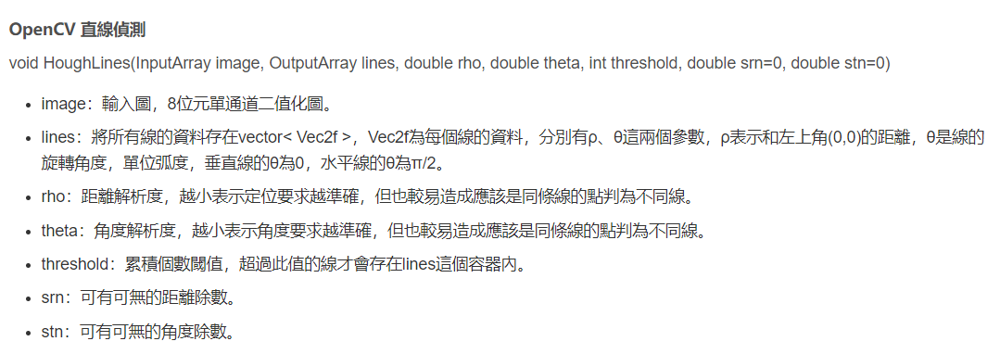 OpenCV 直線偵測
void HoughLines(InputArray image, OutputArray lines, double rho, double theta, int threshold, double srn=0, double stn=0)
• image：輸入圖，8位元單通道二值化圖。
• lines：將所有線的資料存在vector< Vec2f >，Vec2f為每個線的資料，分別有ρ、θ這兩個參數，ρ表示和左上角(0,0)的距離，θ是線的
旋轉角度，單位弧度，垂直線的θ為0，水平線的θ為π/2。
• rho：距離解析度，越小表示定位要求越準確，但也較易造成應該是同條線的點判為不同線。
• theta：角度解析度，越小表示角度要求越準確，但也較易造成應該是同條線的點判為不同線。
• threshold：累積個數閾值，超過此值的線才會存在lines這個容器內。
• srn：可有可無的距離除數。
• stn：可有可無的角度除數。